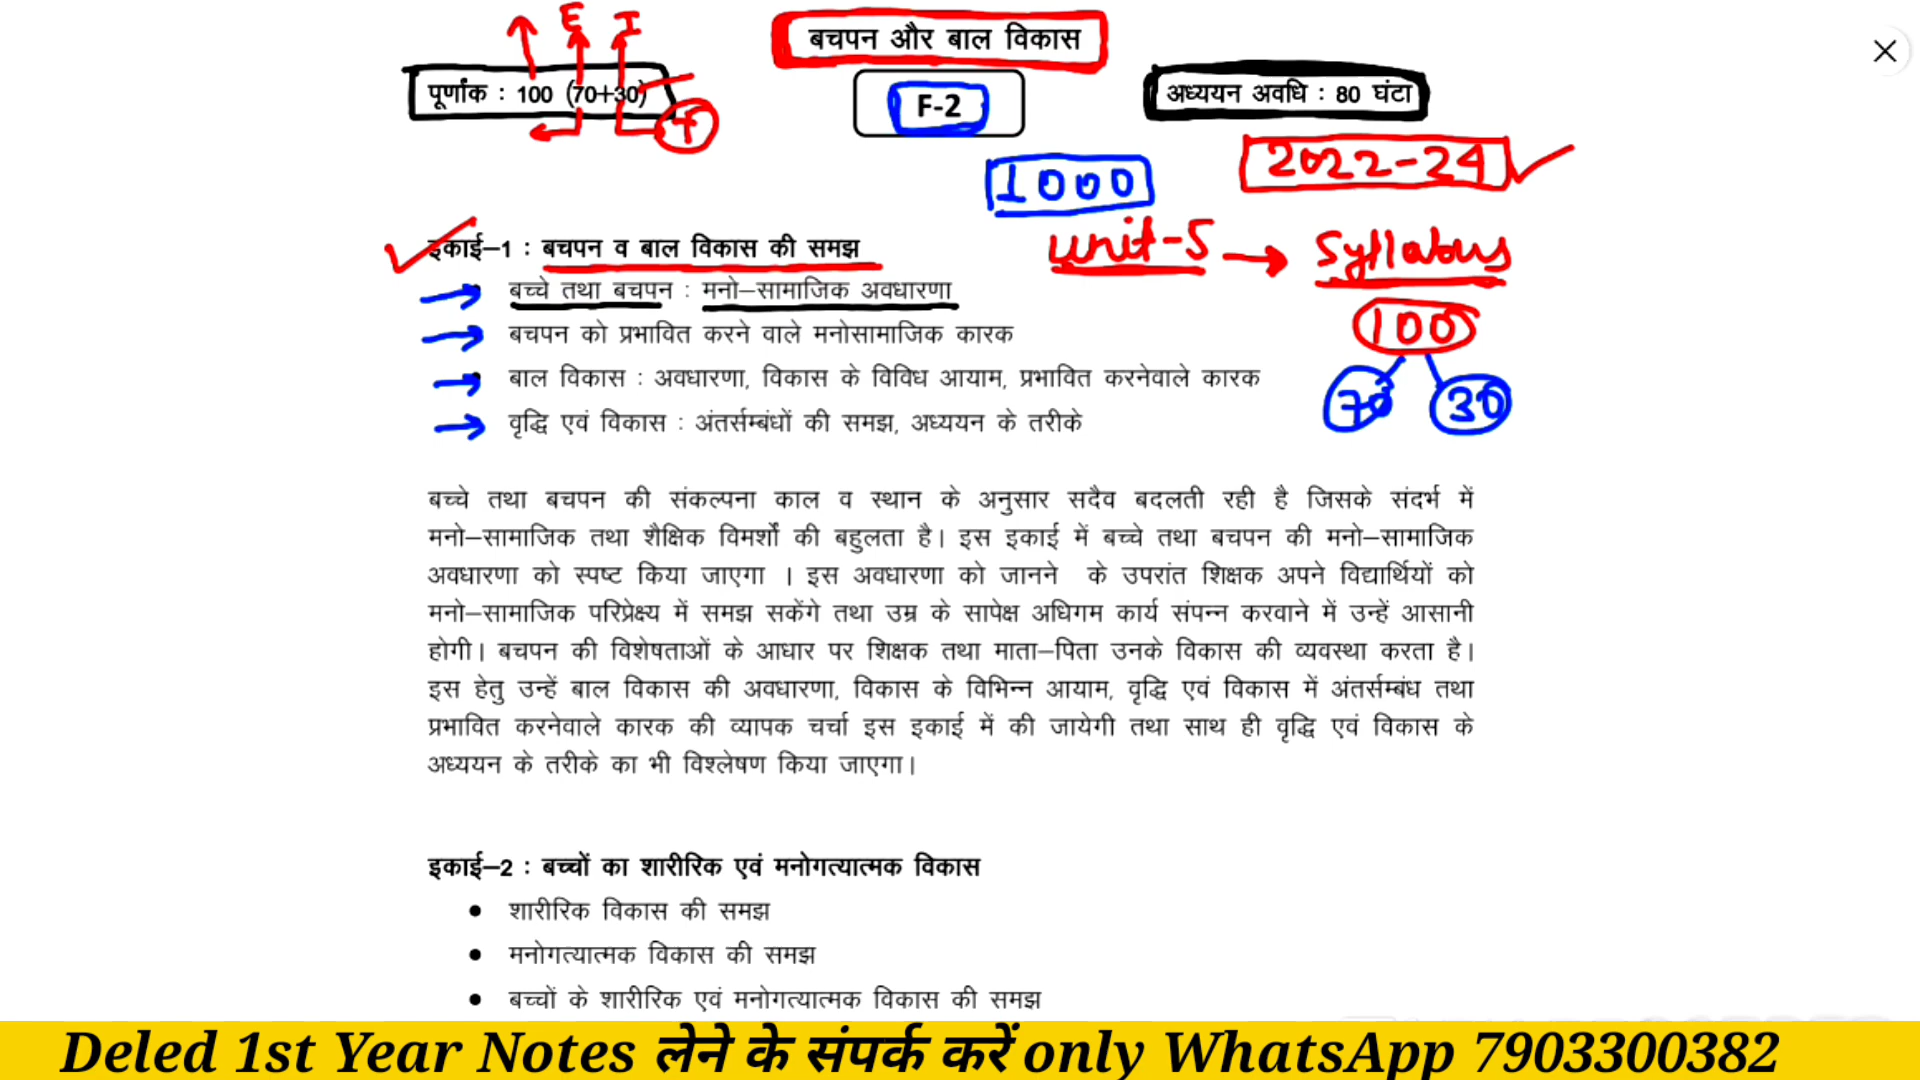 E I
बचपन और बाल विकास
पूर्णांक : 100 (70+30)
F-2
अध्ययन अवधि : 80 घंटा
+
2022-24
1000
इकाई–1 : बचपन व बाल विकास की समझ
unit-5 → Syllabus
बच्चे तथा बचपन : मनो–सामाजिक अवधारणा
100
बचपन को प्रभावित करने वाले मनोसामाजिक कारक
बाल विकास : अवधारणा, विकास के विविध आयाम, प्रभावित करनेवाले कारक
70 30
वृद्धि एवं विकास : अंतर्सम्बंधों की समझ, अध्ययन के तरीके
बच्चे तथा बचपन की संकल्पना काल व स्थान के अनुसार सदैव बदलती रही है जिसके संदर्भ में
मनो–सामाजिक तथा शैक्षिक विमर्शों की बहुलता है। इस इकाई में बच्चे तथा बचपन की मनो–सामाजिक
अवधारणा को स्पष्ट किया जाएगा । इस अवधारणा को जानने के उपरांत शिक्षक अपने विद्यार्थियों को
मनो–सामाजिक परिप्रेक्ष्य में समझ सकेंगे तथा उम्र के सापेक्ष अधिगम कार्य संपन्न करवाने में उन्हें आसानी
होगी। बचपन की विशेषताओं के आधार पर शिक्षक तथा माता–पिता उनके विकास की व्यवस्था करता है।
इस हेतु उन्हें बाल विकास की अवधारणा, विकास के विभिन्न आयाम, वृद्धि एवं विकास में अंतर्सम्बंध तथा
प्रभावित करनेवाले कारक की व्यापक चर्चा इस इकाई में की जायेगी तथा साथ ही वृद्धि एवं विकास के
अध्ययन के तरीके का भी विश्लेषण किया जाएगा।
इकाई–2 : बच्चों का शारीरिक एवं मनोगत्यात्मक विकास
• शारीरिक विकास की समझ
• मनोगत्यात्मक विकास की समझ
• बच्चों के शारीरिक एवं मनोगत्यात्मक विकास की समझ
Deled 1st Year Notes लेने के संपर्क करें only WhatsApp 7903300382